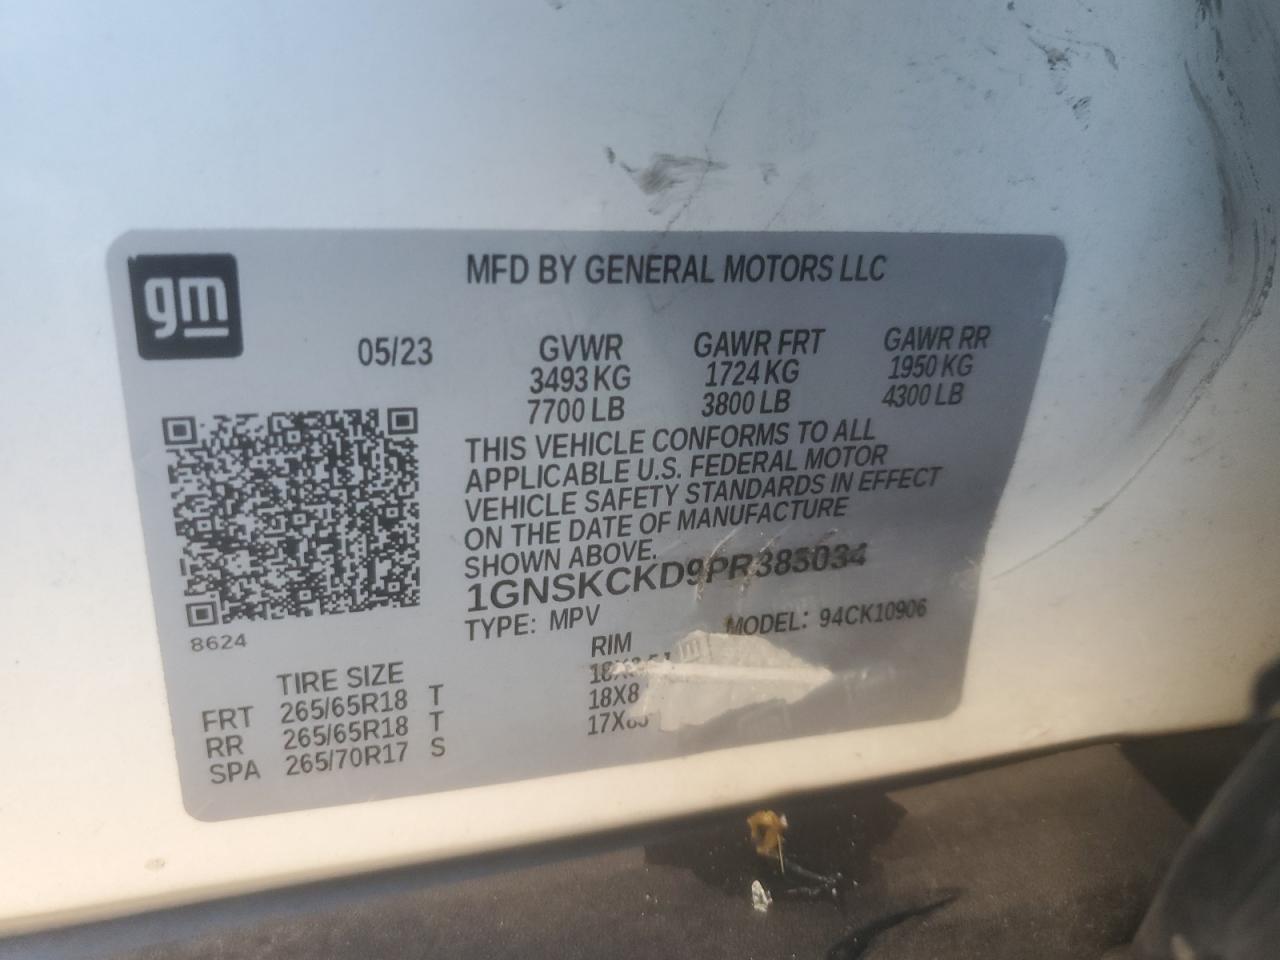 gm
MFD BY GENERAL MOTORS LLC
05/23 GVWR GAWR FRT GAWR RR
3493 KG 1724 KG 1950 KG
7700 LB 3800 LB 4300 LB
THIS VEHICLE CONFORMS TO ALL
APPLICABLE U.S. FEDERAL MOTOR
VEHICLE SAFETY STANDARDS IN EFFECT
ON THE DATE OF MANUFACTURE
SHOWN ABOVE.
1GNSKCKD9PR385034
8624
TYPE: MPV MODEL: 94CK10906
TIRE SIZE RIM
FRT 265/65R18 T
RR 265/65R18 T 18X8
SPA 265/70R17 S